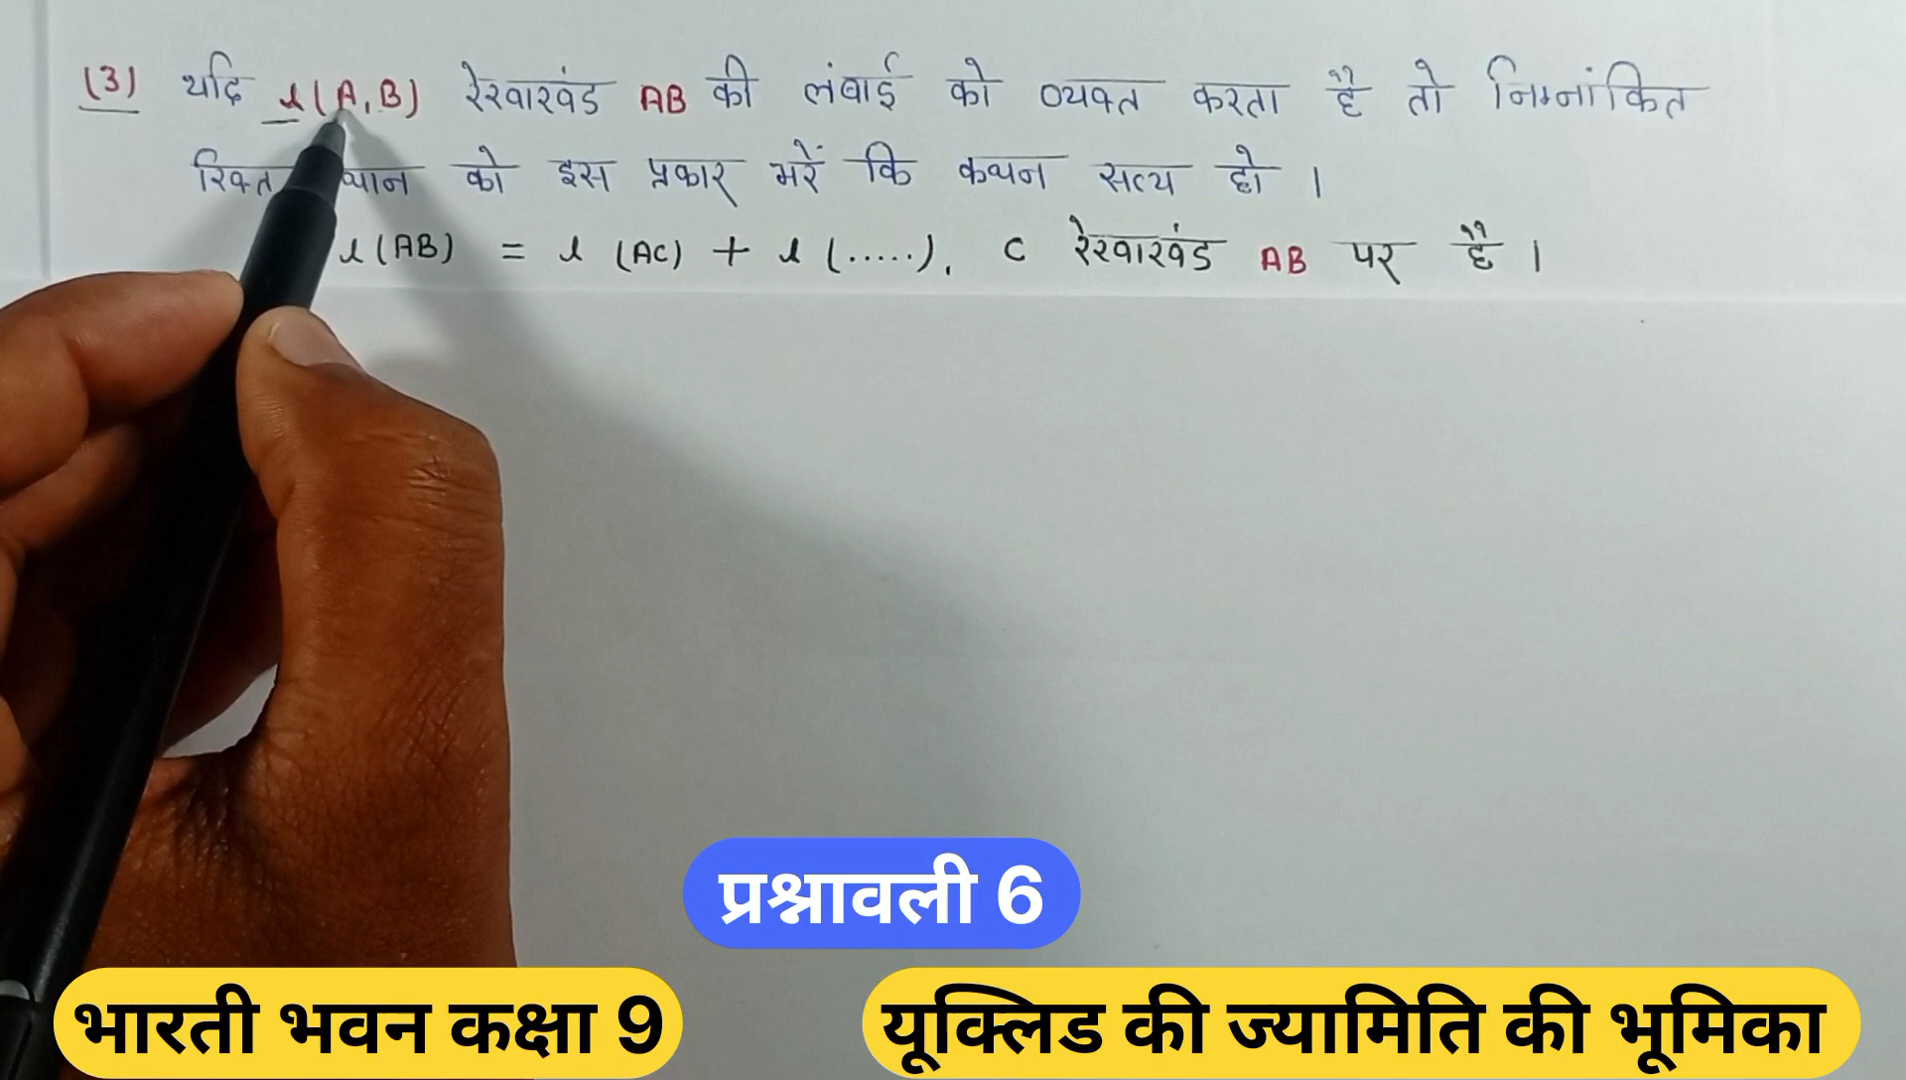 (3) यदि l(A,B) रेखाखंड AB की लंबाई को व्यक्त करता है तो निम्नांकित
रिक्त को इस प्रकार भरें कि कथन सत्य हो ।
l(AB) = l (AC) + l (.....), C रेखाखंड AB पर है ।
प्रश्नावली 6
भारती भवन कक्षा 9
यूक्लिड की ज्यामिति की भूमिका